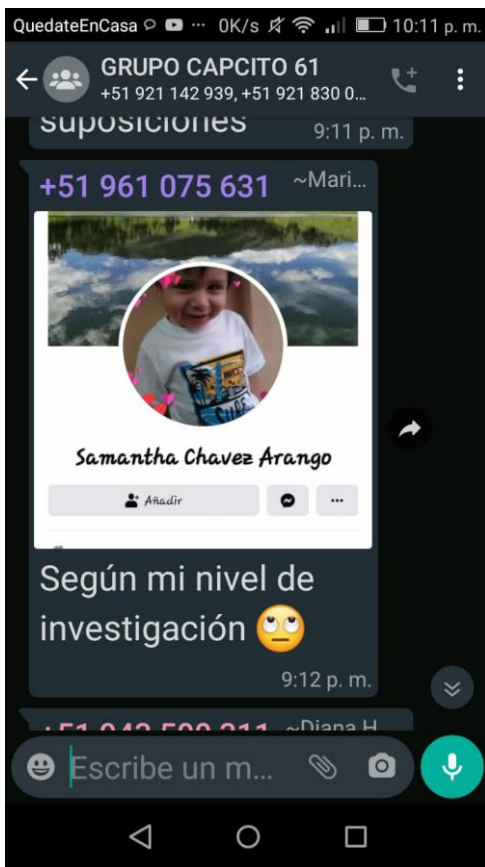 QuedateEnCasa ... 0K/s 10:11 p. m.
GRUPO CAPCITO 61
+51 921 142 939, +51 921 830 0...
suposiciones
9:11 p. m.
+51 961 075 631 ~Mari...
Samantha Chavez Arango
Añadir
Según mi nivel de
investigación 🙄
9:12 p. m.
~Diana H
Escribe un m...